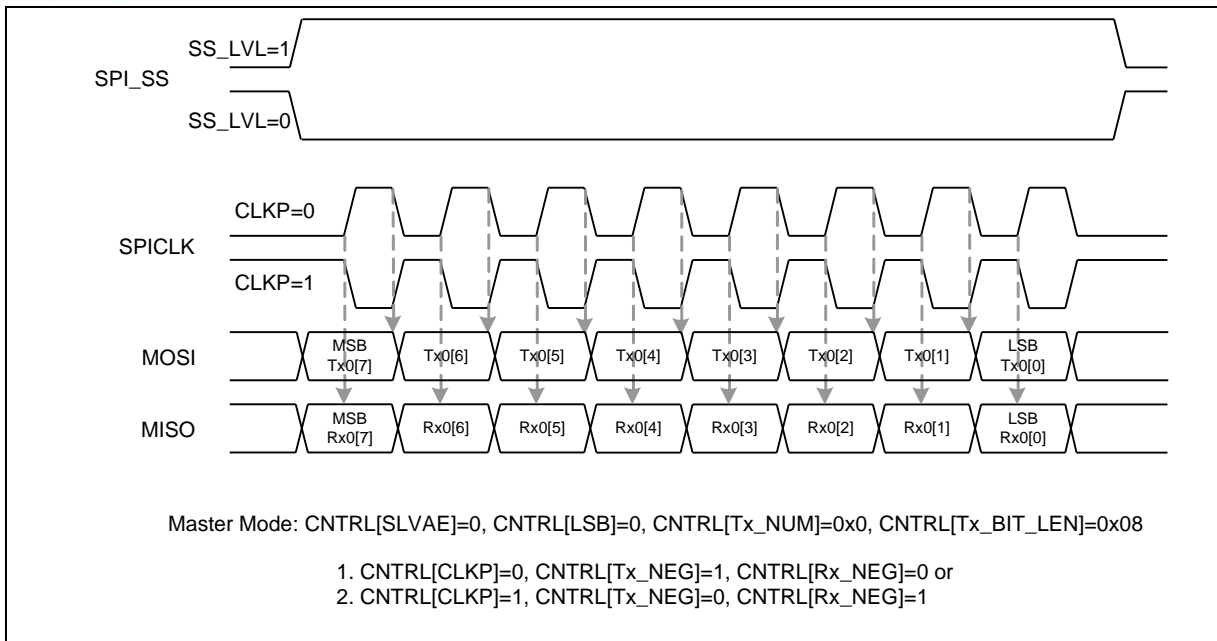 SS_LVL=1
SPI_SS
SS_LVL=0
CLKP=0
SPICLK
CLKP=1
MOSI
MSB
Tx0[7]
Tx0[6]
Tx0[5]
Tx0[4]
Tx0[3]
Tx0[2]
Tx0[1]
LSB
Tx0[0]
MISO
MSB
Rx0[7]
Rx0[6]
Rx0[5]
Rx0[4]
Rx0[3]
Rx0[2]
Rx0[1]
LSB
Rx0[0]
Master Mode: CNTRL[SLVAE]=0, CNTRL[LSB]=0, CNTRL[Tx_NUM]=0x0, CNTRL[Tx_BIT_LEN]=0x08
1. CNTRL[CLKP]=0, CNTRL[Tx_NEG]=1, CNTRL[Rx_NEG]=0 or
2. CNTRL[CLKP]=1, CNTRL[Tx_NEG]=0, CNTRL[Rx_NEG]=1